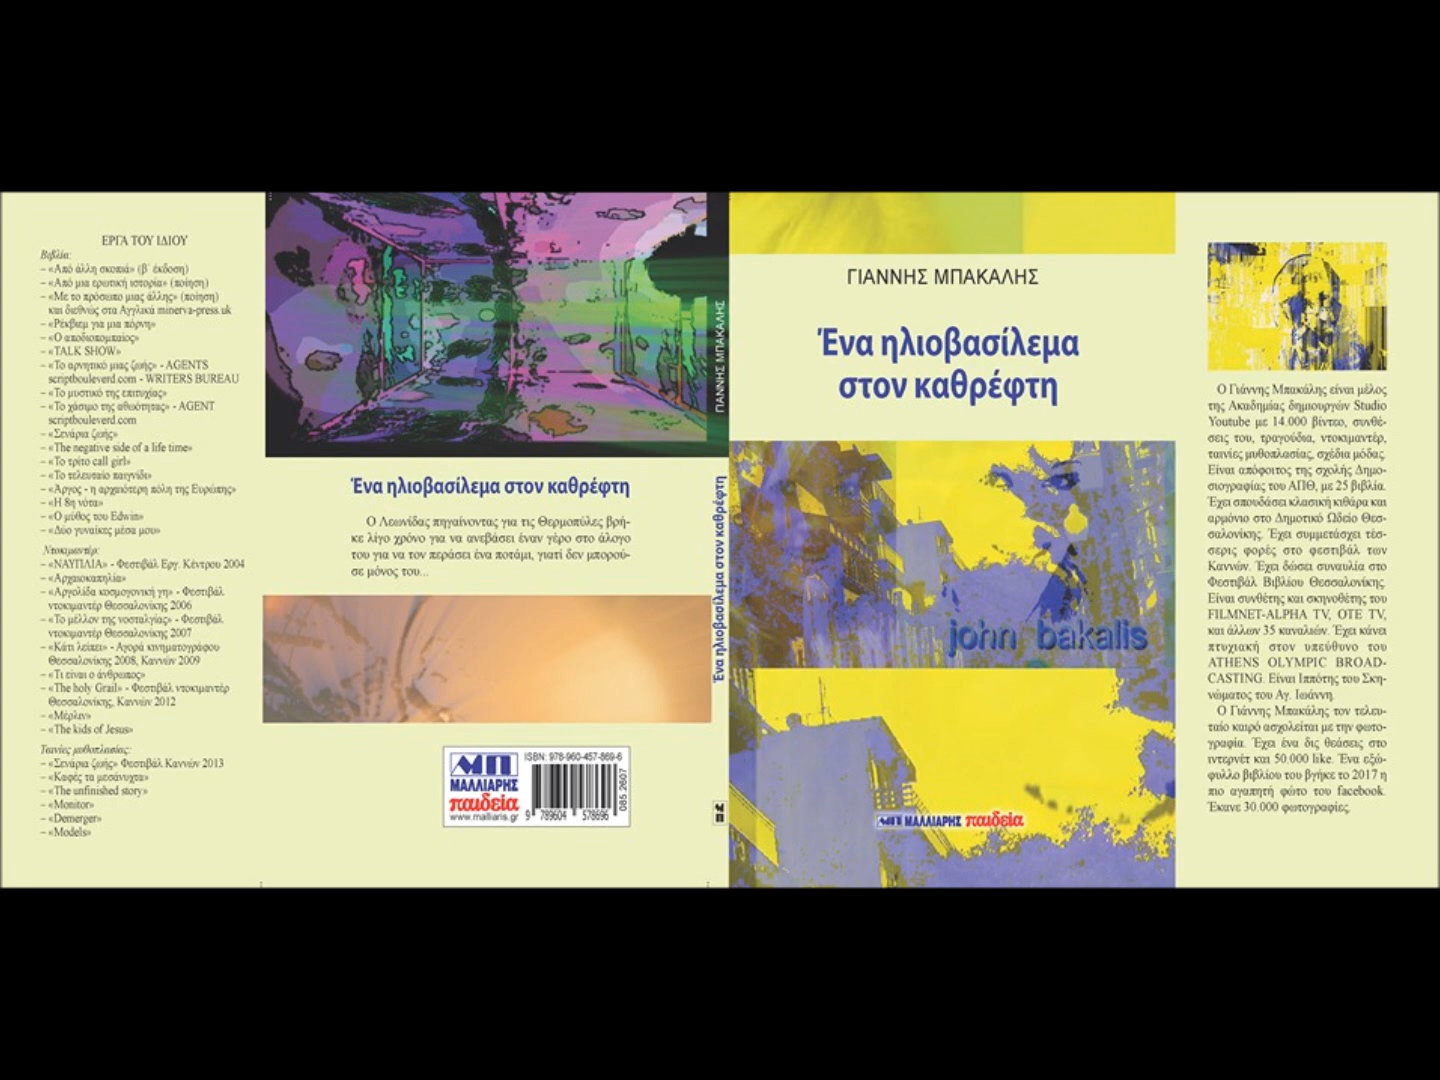 ΕΡΓΑ ΤΟΥ ΙΔΙΟΥ
Βιβλία:
– «Από άλλη σκοπιά» (β΄ έκδοση)
– «Από μια ερωτική ιστορία» (ποίηση)
– «Με το πρόσωπο μιας άλλης» (ποίηση)
και διεθνώς στα Αγγλικά minerva-press.uk
– «Ρέκβιεμ για μια πόρνη»
– «Ο αποδιοπομπαίος»
– «TALK SHOW»
– «Το αρνητικό μιας ζωής» - AGENTS
scriptbouleverd.com - WRITERS BUREAU
– «Το μυστικό της επιτυχίας»
– «Το χάσιμο της αθωότητας» - AGENT
scriptbouleverd.com
– «Σενάρια ζωής»
– «The negative side of a life time»
– «Το τρίτο call girl»
– «Το τελευταίο παιχνίδι»
– «Άργος - η αρχαιότερη πόλη της Ευρώπης»
– «Η 8η νότα»
– «Ο μύθος του Edwin»
– «Δύο γυναίκες μέσα μου»
Ντοκιμαντέρ:
– «ΝΑΥΠΛΙΑ» - Φεστιβάλ Εργ. Κέντρου 2004
– «Αρχαιοκαπηλία»
– «Αργολίδα κοσμογονική γη» - Φεστιβάλ
ντοκιμαντέρ Θεσσαλονίκης 2006
– «Το μέλλον της νοσταλγίας» - Φεστιβάλ
ντοκιμαντέρ Θεσσαλονίκης 2007
– «Κάτι λείπει» - Αγορά κινηματογράφου
Θεσσαλονίκης 2008, Καννών 2009
– «Τι είναι ο άνθρωπος»
– «The holy Grail» - Φεστιβάλ ντοκιμαντέρ
Θεσσαλονίκης, Καννών 2012
– «Μέρλιν»
– «The kids of Jesus»
Ταινίες μυθοπλασίας:
– «Σενάρια ζωής» Φεστιβάλ Καννών 2013
– «Καφές τα μεσάνυχτα»
– «The unfinished story»
– «Monitor»
– «Demerger»
– «Models»
Ένα ηλιοβασίλεμα στον καθρέφτη
Ο Λεωνίδας πηγαίνοντας για τις Θερμοπύλες βρή-
κε λίγο χρόνο για να ανεβάσει έναν γέρο στο άλογο
του για να τον περάσει ένα ποτάμι, γιατί δεν μπορού-
σε μόνος του...
ΜΠ
ΜΑΛΛΙΑΡΗΣ
παιδεία
www.malliaris.gr
ISBN: 978-960-457-869-6
9 789604 578696
085 2607
ΓΙΑΝΝΗΣ ΜΠΑΚΑΛΗΣ
Ένα ηλιοβασίλεμα στον καθρέφτη
ΓΙΑΝΝΗΣ ΜΠΑΚΑΛΗΣ
Ένα ηλιοβασίλεμα
στον καθρέφτη
john bakalis
ΜΠ ΜΑΛΛΙΑΡΗΣ παιδεία
Ο Γιάννης Μπακάλης είναι μέλος
της Ακαδημίας δημιουργών Studio
Youtube με 14.000 βίντεο, συνθέ-
σεις του, τραγούδια, ντοκιμαντέρ,
ταινίες μυθοπλασίας, σχέδια μόδας.
Είναι απόφοιτος της σχολής Δημο-
σιογραφίας του ΑΠΘ, με 25 βιβλία.
Έχει σπουδάσει κλασική κιθάρα και
αρμόνιο στο Δημοτικό Ωδείο Θεσ-
σαλονίκης. Έχει συμμετάσχει τέσ-
σερις φορές στο φεστιβάλ των
Καννών. Έχει δώσει συναυλία στο
Φεστιβάλ Βιβλίου Θεσσαλονίκης.
Είναι συνθέτης και σκηνοθέτης του
FILMNET-ALPHA TV, OTE TV,
και άλλων 35 καναλιών. Έχει κάνει
πτυχιακή στον υπεύθυνο του
ATHENS OLYMPIC BROAD-
CASTING. Είναι Ιππότης του Σκη-
νώματος του Αγ. Ιωάννη.
Ο Γιάννης Μπακάλης τον τελευ-
ταίο καιρό ασχολείται με την φωτο-
γραφία. Έχει ένα δις θεάσεις στο
ιντερνέτ και 50.000 like. Ένα εξώ-
φυλλο βιβλίου του βγήκε το 2017 η
πιο αγαπητή φώτο του facebook.
Έκανε 30.000 φωτογραφίες.